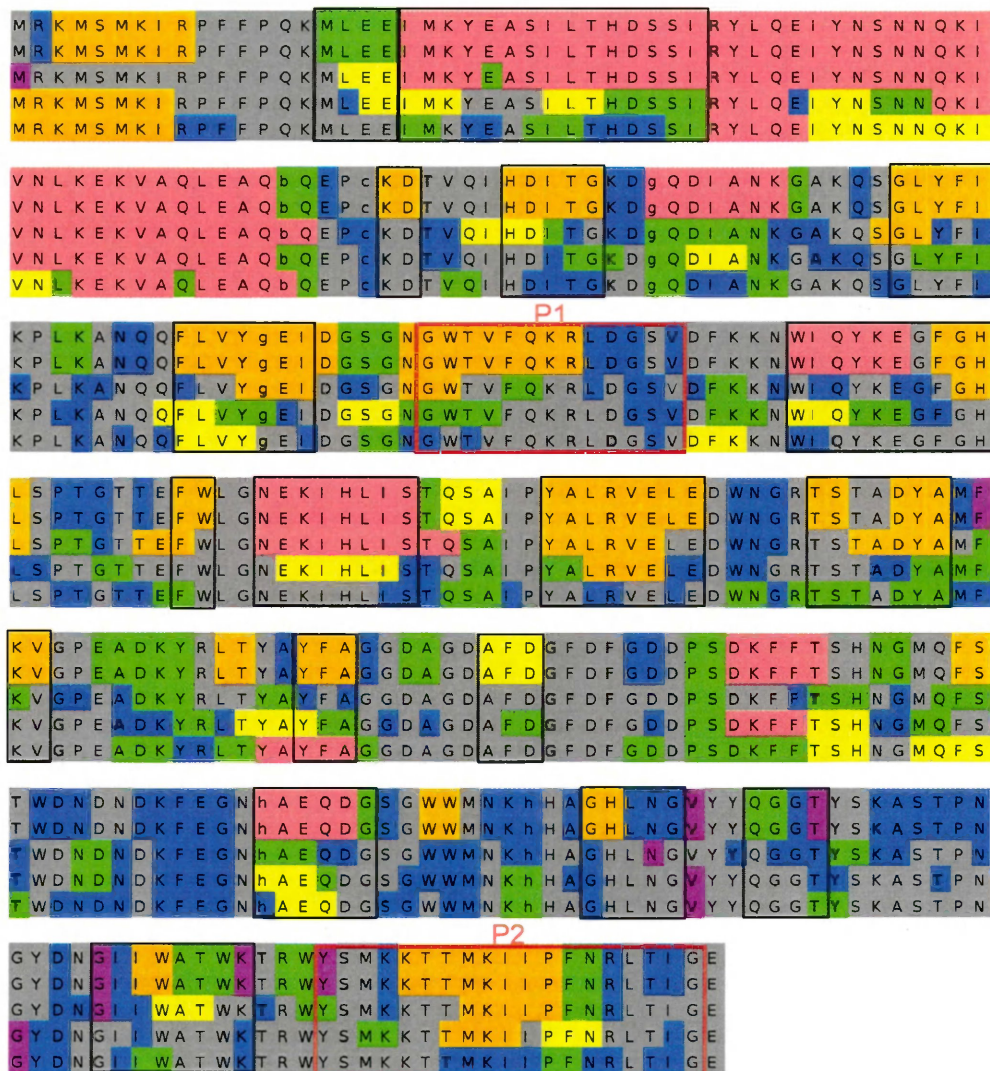 M R K M S M K I R P F F P Q K M L E E I M K Y E A S I L T H D S S I R Y L Q E I Y N S N N Q K I
M R K M S M K I R P F F P Q K M L E E I M K Y E A S I L T H D S S I R Y L Q E I Y N S N N Q K I
M R K M S M K I R P F F P Q K M L E E I M K Y E A S I L T H D S S I R Y L Q E I Y N S N N Q K I
M R K M S M K I R P F F P Q K M L E E I M K Y E A S I L T H D S S I R Y L Q E I Y N S N N Q K I
M R K M S M K I R P F F P Q K M L E E I M K Y E A S I L T H D S S I R Y L Q E I Y N S N N Q K I
V N L K E K V A Q L E A Q b Q E P c K D T V Q I H D I T G K D g Q D I A N K G A K Q S G L Y F I
V N L K E K V A Q L E A Q b Q E P c K D T V Q I H D I T G K D g Q D I A N K G A K Q S G L Y F I
V N L K E K V A Q L E A Q b Q E P c K D T V Q I H D I T G K D g Q D I A N K G A K Q S G L Y F I
V N L K E K V A Q L E A Q b Q E P c K D T V Q I H D I T G K D g Q D I A N K G A K Q S G L Y F I
V N L K E K V A Q L E A Q b Q E P c K D T V Q I H D I T G K D g Q D I A N K G A K Q S G L Y F I
P1
K P L K A N Q Q F L V Y g E I D G S G N G W T V F Q K R L D G S V D F K K N W I Q Y K E G F G H
K P L K A N Q Q F L V Y g E I D G S G N G W T V F Q K R L D G S V D F K K N W I Q Y K E G F G H
K P L K A N Q Q F L V Y g E I D G S G N G W T V F Q K R L D G S V D F K K N W I Q Y K E G F G H
K P L K A N Q Q F L V Y g E I D G S G N G W T V F Q K R L D G S V D F K K N W I Q Y K E G F G H
K P L K A N Q Q F L V Y g E I D G S G N G W T V F Q K R L D G S V D F K K N W I Q Y K E G F G H
L S P T G T T E F W L G N E K I H L I S T Q S A I P Y A L R V E L E D W N G R T S T A D Y A M F
L S P T G T T E F W L G N E K I H L I S T Q S A I P Y A L R V E L E D W N G R T S T A D Y A M F
L S P T G T T E F W L G N E K I H L I S T Q S A I P Y A L R V E L E D W N G R T S T A D Y A M F
L S P T G T T E F W L G N E K I H L I S T Q S A I P Y A L R V E L E D W N G R T S T A D Y A M F
L S P T G T T E F W L G N E K I H L I S T Q S A I P Y A L R V E L E D W N G R T S T A D Y A M F
K V G P E A D K Y R L T Y A Y F A G G D A G D A F D G F D F G D D P S D K F F T S H N G M Q F S
K V G P E A D K Y R L T Y A Y F A G G D A G D A F D G F D F G D D P S D K F F T S H N G M Q F S
K V G P E A D K Y R L T Y A Y F A G G D A G D A F D G F D F G D D P S D K F F T S H N G M Q F S
K V G P E A D K Y R L T Y A Y F A G G D A G D A F D G F D F G D D P S D K F F T S H N G M Q F S
K V G P E A D K Y R L T Y A Y F A G G D A G D A F D G F D F G D D P S D K F F T S H N G M Q F S
T W D N D N D K F E G N h A E Q D G S G W W M N K h H A G H L N G V Y Y Q G G T Y S K A S T P N
T W D N D N D K F E G N h A E Q D G S G W W M N K h H A G H L N G V Y Y Q G G T Y S K A S T P N
T W D N D N D K F E G N h A E Q D G S G W W M N K h H A G H L N G V Y Y Q G G T Y S K A S T P N
T W D N D N D K F E G N h A E Q D G S G W W M N K h H A G H L N G V Y Y Q G G T Y S K A S T P N
T W D N D N D K F E G N h A E Q D G S G W W M N K h H A G H L N G V Y Y Q G G T Y S K A S T P N
P2
G Y D N G I I W A T W K T R W Y S M K K T T M K I I P F N R L T I G E
G Y D N G I I W A T W K T R W Y S M K K T T M K I I P F N R L T I G E
G Y D N G I I W A T W K T R W Y S M K K T T M K I I P F N R L T I G E
G Y D N G I I W A T W K T R W Y S M K K T T M K I I P F N R L T I G E
G Y D N G I I W A T W K T R W Y S M K K T T M K I I P F N R L T I G E